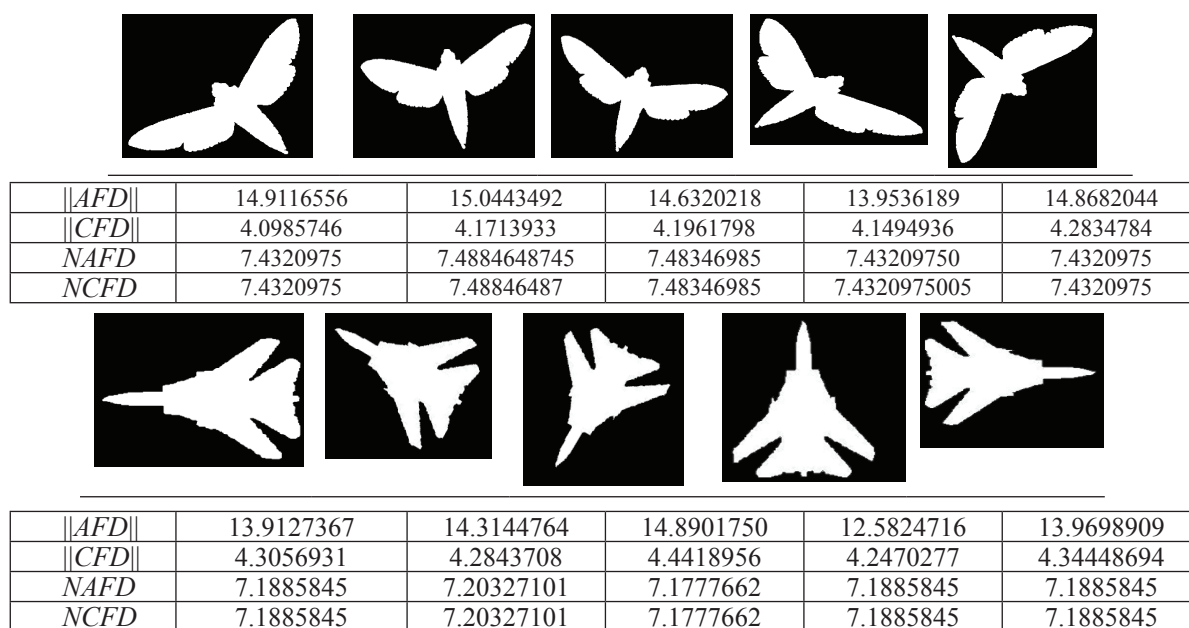 ||AFD|| 14.9116556 15.0443492 14.6320218 13.9536189 14.8682044
||CFD|| 4.0985746 4.1713933 4.1961798 4.1494936 4.2834784
NAFD 7.4320975 7.4884648745 7.48346985 7.43209750 7.4320975
NCFD 7.4320975 7.48846487 7.48346985 7.4320975005 7.4320975
||AFD|| 13.9127367 14.3144764 14.8901750 12.5824716 13.9698909
||CFD|| 4.3056931 4.2843708 4.4418956 4.2470277 4.34448694
NAFD 7.1885845 7.20327101 7.1777662 7.1885845 7.1885845
NCFD 7.1885845 7.20327101 7.1777662 7.1885845 7.1885845